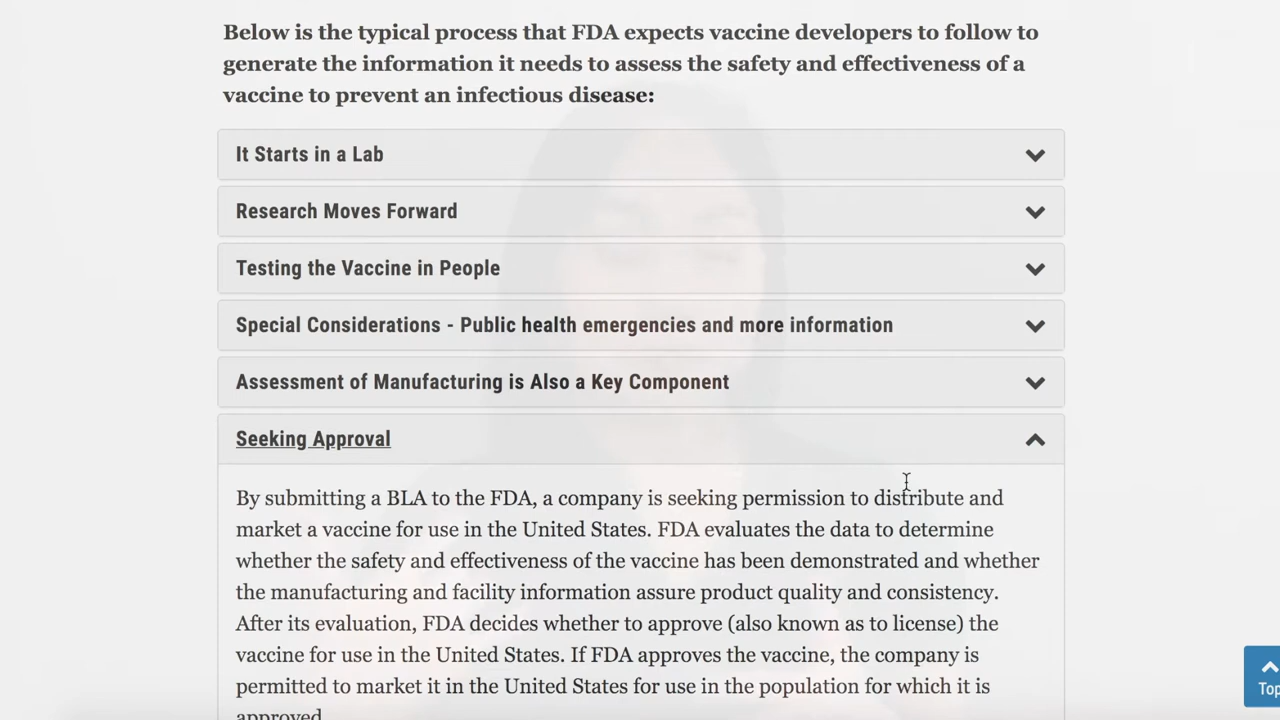 Below is the typical process that FDA expects vaccine developers to follow to
generate the information it needs to assess the safety and effectiveness of a
vaccine to prevent an infectious disease:
It Starts in a Lab
Research Moves Forward
Testing the Vaccine in People
Special Considerations - Public health emergencies and more information
Assessment of Manufacturing is Also a Key Component
Seeking Approval
By submitting a BLA to the FDA, a company is seeking permission to distribute and
market a vaccine for use in the United States. FDA evaluates the data to determine
whether the safety and effectiveness of the vaccine has been demonstrated and whether
the manufacturing and facility information assure product quality and consistency.
After its evaluation, FDA decides whether to approve (also known as to license) the
vaccine for use in the United States. If FDA approves the vaccine, the company is
permitted to market it in the United States for use in the population for which it is
approved.
Top